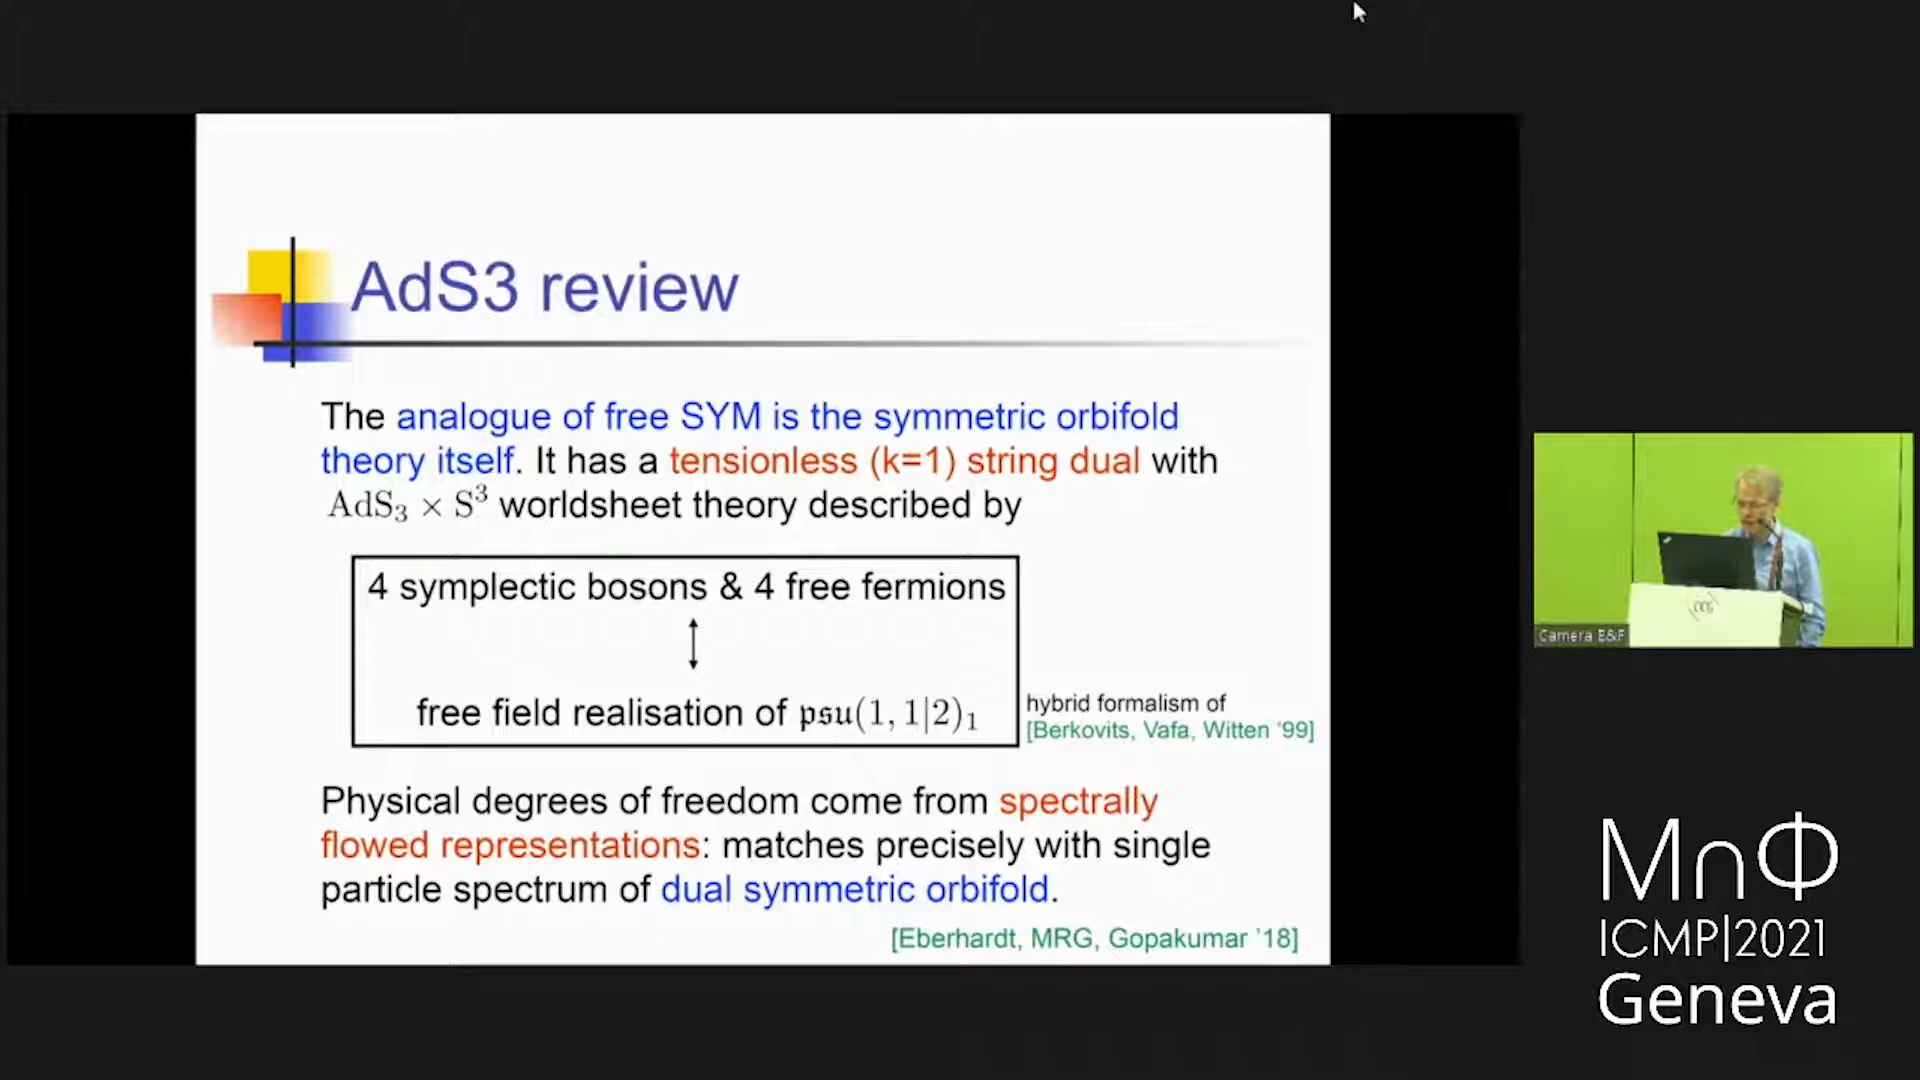 AdS3 review
The analogue of free SYM is the symmetric orbifold
theory itself. It has a tensionless (k=1) string dual with
AdS₃ × S³ worldsheet theory described by
4 symplectic bosons & 4 free fermions
↕
free field realisation of 𝔭𝔰𝔲(1,1|2)₁
hybrid formalism of
[Berkovits, Vafa, Witten ‘99]
Physical degrees of freedom come from spectrally
flowed representations: matches precisely with single
particle spectrum of dual symmetric orbifold.
[Eberhardt, MRG, Gopakumar ’18]
Camera E&F
M∩Φ
ICMP|2021
Geneva